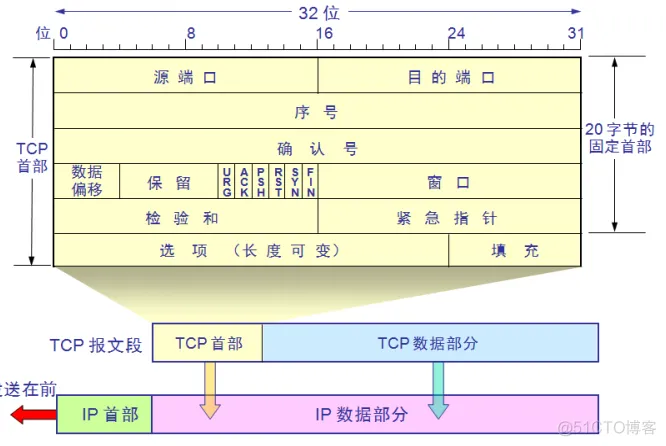 32 位
位 0 8 16 24 31
源端口 目的端口
序号
TCP
首部
确认号
20 字节的
固定首部
数据
偏移
保留
URG
ACK
PSH
RST
SYN
FIN
窗口
检验和 紧急指针
选项 (长度可变) 填充
TCP 报文段 TCP 首部 TCP 数据部分
送在前
IP 首部 IP 数据部分
@51CTO博客